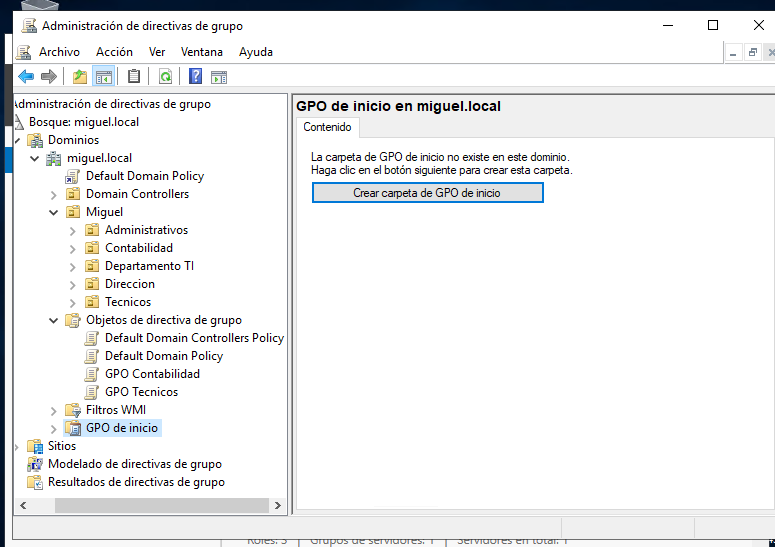 Administración de directivas de grupo
Archivo Acción Ver Ventana Ayuda
Administración de directivas de grupo
Bosque: miguel.local
Dominios
miguel.local
Default Domain Policy
Domain Controllers
Miguel
Administrativos
Contabilidad
Departamento TI
Direccion
Tecnicos
Objetos de directiva de grupo
Default Domain Controllers Policy
Default Domain Policy
GPO Contabilidad
GPO Tecnicos
Filtros WMI
GPO de inicio
Sitios
Modelado de directivas de grupo
Resultados de directivas de grupo
GPO de inicio en miguel.local
Contenido
La carpeta de GPO de inicio no existe en este dominio.
Haga clic en el botón siguiente para crear esta carpeta.
Crear carpeta de GPO de inicio
Roles: 5 Grupos de servidores: 1 Servidores en total: 1